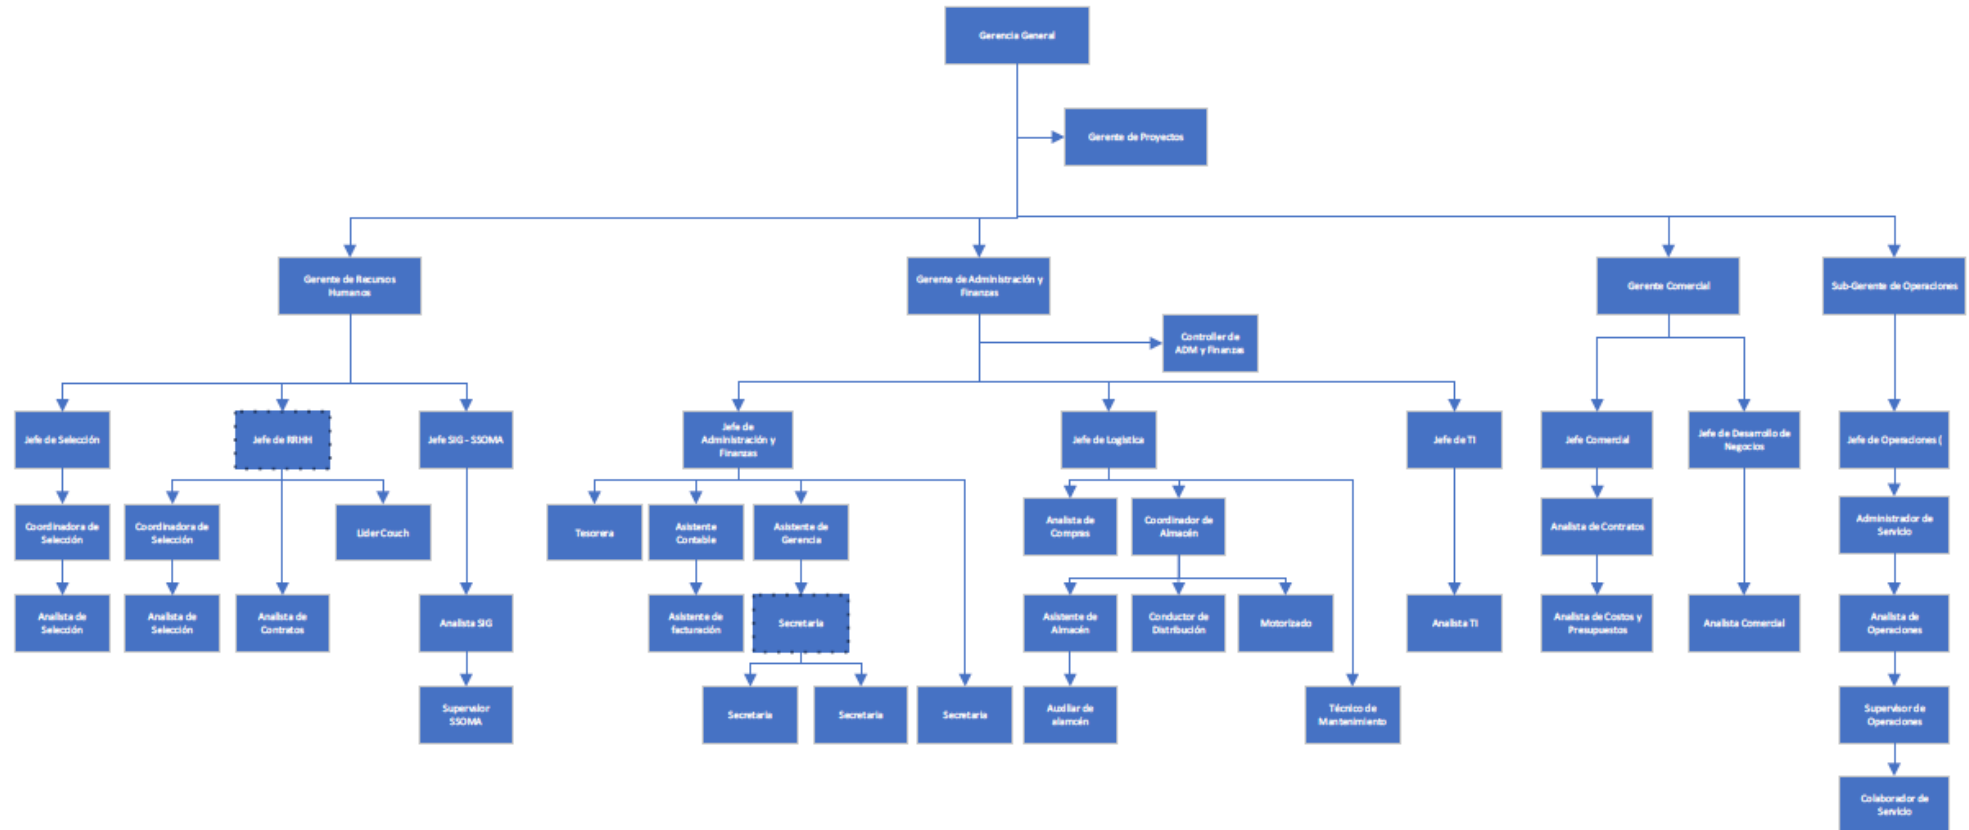 Gerencia General
Gerente de Proyectos
Gerente de Recursos
Humanos
Gerente de Administración y
Finanzas
Gerente Comercial
Sub-Gerente de Operaciones
Controller de
ADM y Finanzas
Jefe de Selección
Jefe de RRHH
Jefe SIG - SSOMA
Jefe de
Administración y
Finanzas
Jefe de Logística
Jefe de TI
Jefe Comercial
Jefe de Desarrollo de
Negocios
Jefe de Operaciones (
Coordinadora de
Selección
Coordinadora de
Selección
Lider Couch
Tesorera
Asistente
Contable
Asistente de
Gerencia
Analista de
Compras
Coordinador de
Almacén
Analista de Contratos
Administrador de
Servicio
Analista de
Selección
Analista de
Selección
Analista de
Contratos
Analista SIG
Asistente de
facturación
Secretaria
Asistente de
Almacén
Conductor de
Distribución
Motorizado
Analista TI
Analista de Costos y
Presupuestos
Analista Comercial
Analista de
Operaciones
Supervisor
SSOMA
Secretaria
Secretaria
Secretaria
Auxiliar de
alamcén
Técnico de
Mantenimiento
Supervisor de
Operaciones
Colaborador de
Servicio